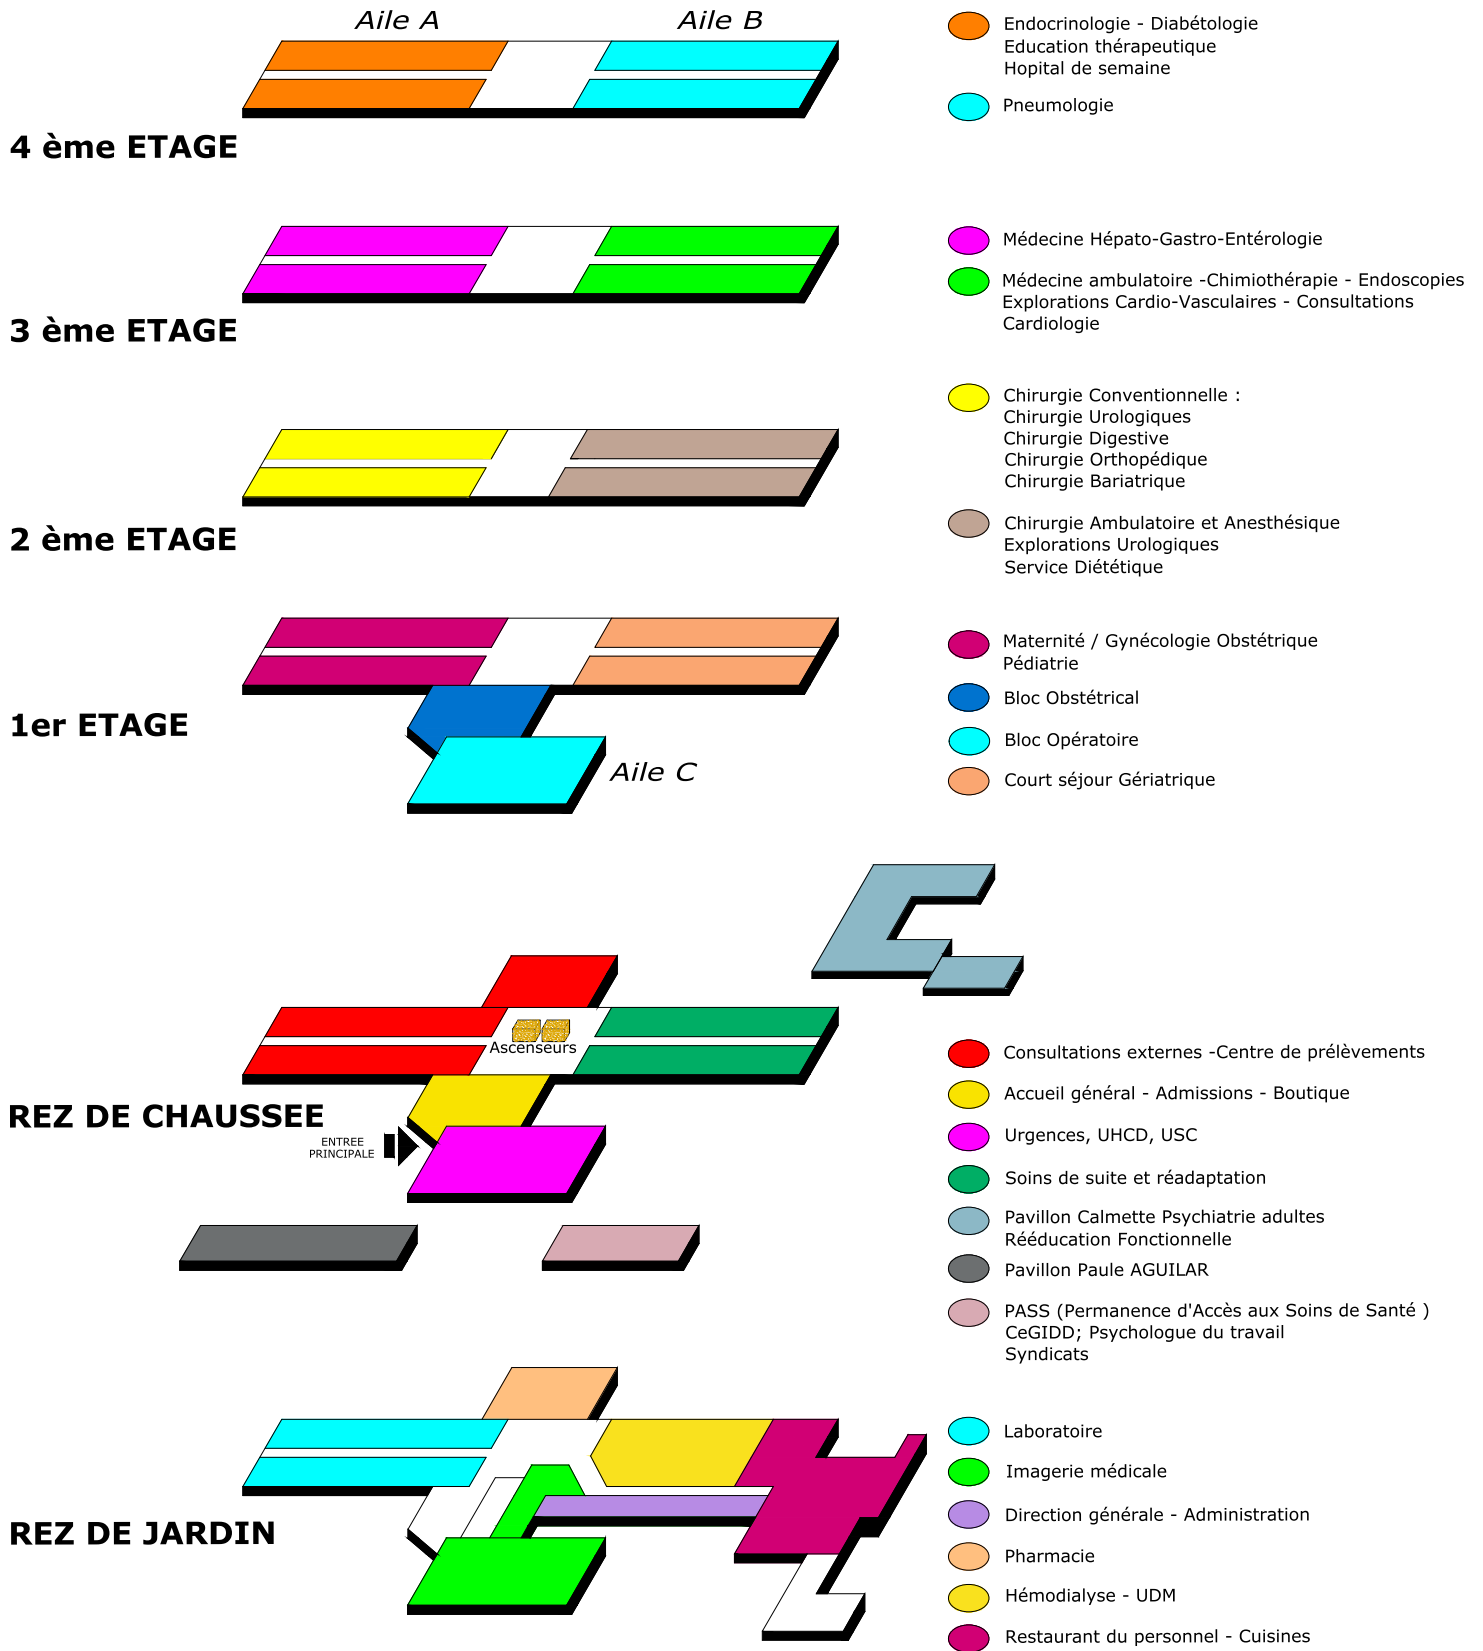 Aile A
Aile B
Endocrinologie - Diabétologie
Education thérapeutique
Hopital de semaine
Pneumologie
4 ème ETAGE
Médecine Hépato-Gastro-Entérologie
Médecine ambulatoire -Chimiothérapie - Endoscopies
Explorations Cardio-Vasculaires - Consultations
Cardiologie
3 ème ETAGE
Chirurgie Conventionnelle :
Chirurgie Urologiques
Chirurgie Digestive
Chirurgie Orthopédique
Chirurgie Bariatrique
Chirurgie Ambulatoire et Anesthésique
Explorations Urologiques
Service Diététique
2 ème ETAGE
Maternité / Gynécologie Obstétrique
Pédiatrie
Bloc Obstétrical
Bloc Opératoire
Court séjour Gériatrique
1er ETAGE
Aile C
Ascenseurs
Consultations externes -Centre de prélèvements
Accueil général - Admissions - Boutique
Urgences, UHCD, USC
Soins de suite et réadaptation
Pavillon Calmette Psychiatrie adultes
Rééducation Fonctionnelle
Pavillon Paule AGUILAR
PASS (Permanence d'Accès aux Soins de Santé )
CeGIDD; Psychologue du travail
Syndicats
REZ DE CHAUSSEE
ENTREE
PRINCIPALE
Laboratoire
Imagerie médicale
Direction générale - Administration
Pharmacie
Hémodialyse - UDM
Restaurant du personnel - Cuisines
REZ DE JARDIN